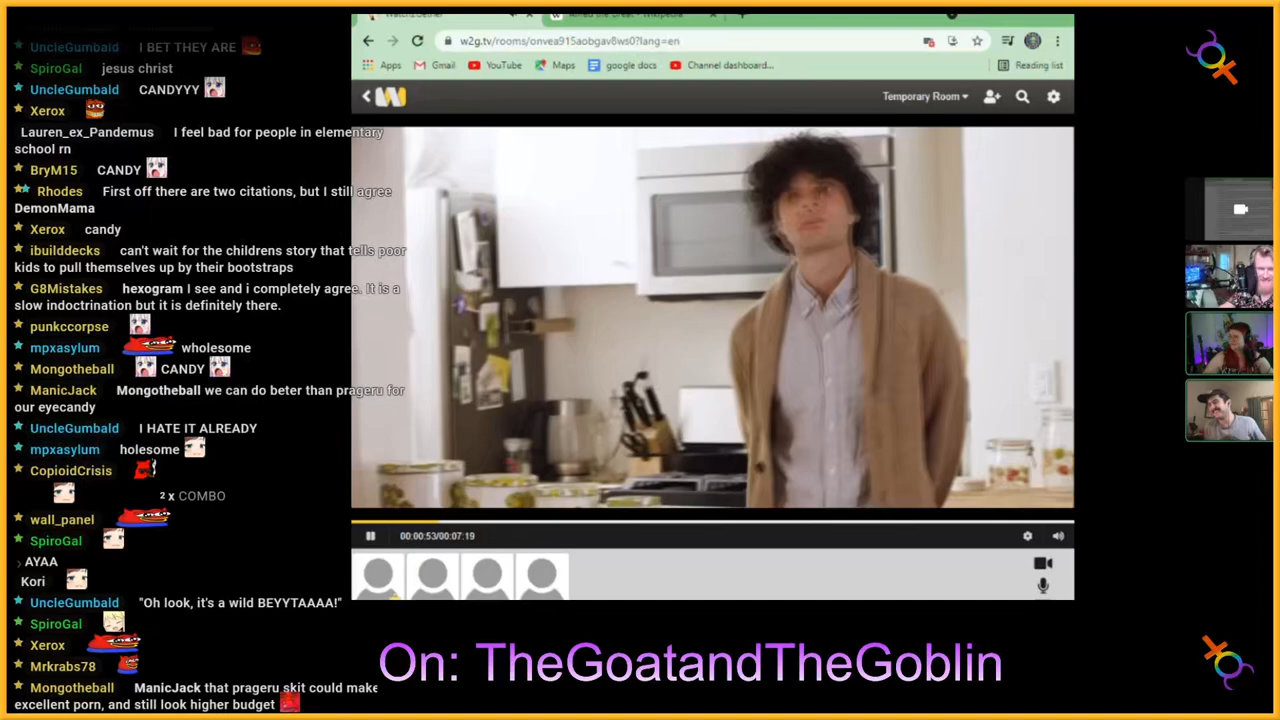 UncleGumbald I BET THEY ARE
SpiroGal jesus christ
UncleGumbald CANDYYY
Xerox
Lauren_ex_Pandemus I feel bad for people in elementary
school rn
BryM15 CANDY
Rhodes First off there are two citations, but I still agree
DemonMama
Xerox candy
ibuilddecks can't wait for the childrens story that tells poor
kids to pull themselves up by their bootstraps
G8Mistakes hexogram I see and i completely agree. It is a
slow indoctrination but it is definitely there.
punkccorpse
mpxasylum wholesome
Mongotheball CANDY
ManicJack Mongotheball we can do beter than prageru for
our eyecandy
UncleGumbald I HATE IT ALREADY
mpxasylum holesome
CopioidCrisis
2 x COMBO
wall_panel
SpiroGal
AYAA
Kori
UncleGumbald "Oh look, it's a wild BEYYTAAAA!"
SpiroGal
Xerox
Mrkrabs78
Mongotheball ManicJack that prageru skit could make
excellent porn, and still look higher budget
w2g.tv/rooms/onvea915aobgav8ws0?lang=en
Apps Gmail YouTube Maps google docs Channel dashboard... Reading list
Temporary Room
00:00:53/00:07:19
On: TheGoatandTheGoblin